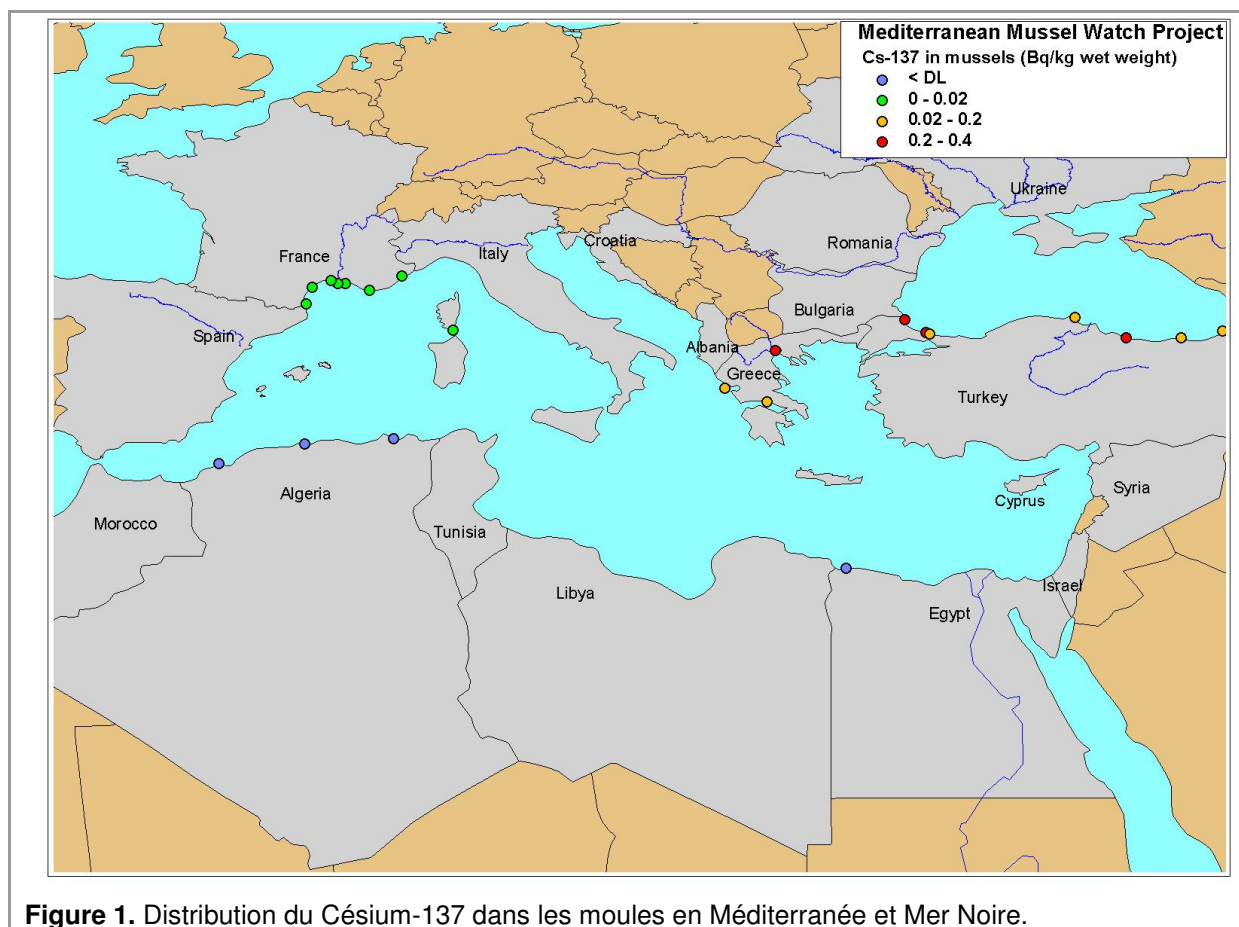 Mediterranean Mussel Watch Project
Cs-137 in mussels (Bq/kg wet weight)
< DL
0 - 0.02
0.02 - 0.2
0.2 - 0.4
Ukraine
Croatia
Romania
France
Italy
Bulgaria
Spain
Albania
Greece
Turkey
Algeria
Syria
Cyprus
Morocco
Tunisia
Israel
Libya
Egypt
Figure 1. Distribution du Césium-137 dans les moules en Méditerranée et Mer Noire.